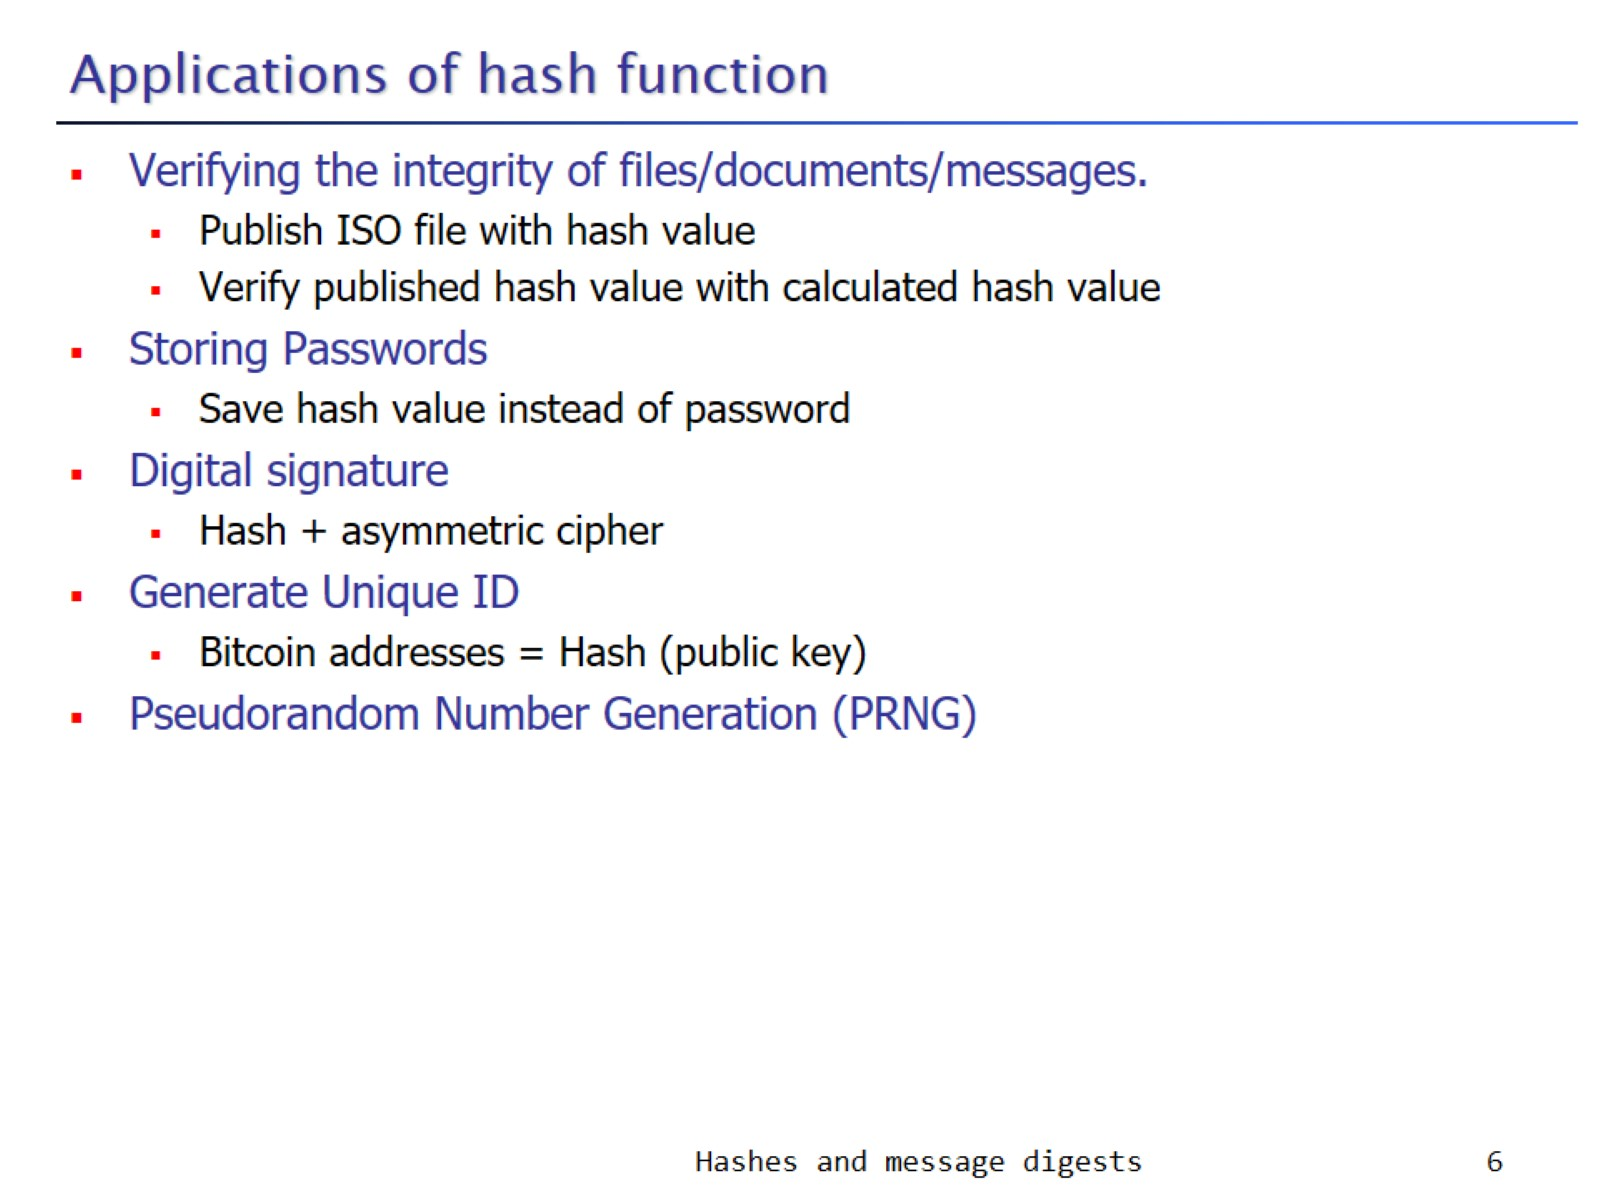 Applications of hash function
Verifying the integrity of files/documents/messages.
Publish ISO file with hash value
Verify published hash value with calculated hash value
Storing Passwords
Save hash value instead of password
Digital signature
Hash + asymmetric cipher
Generate Unique ID
Bitcoin addresses = Hash (public key)
Pseudorandom Number Generation (PRNG)
Hashes and message digests
6